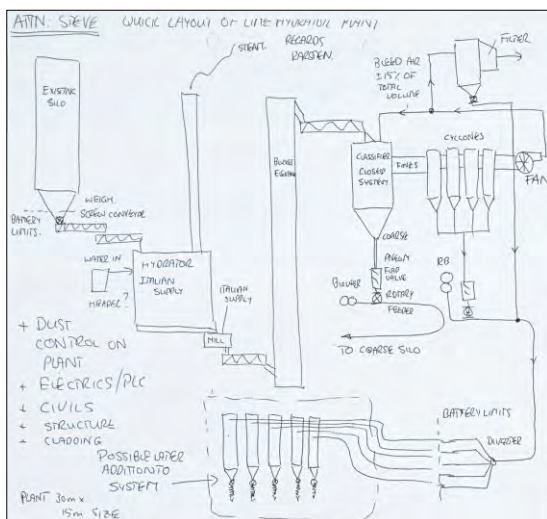 ATTN: STEVE
QUICK LAYOUT OF LIME HYDRATOR PLANT
REGARDS
KARSTEN.
STEAM.
EXISTING
SILO
BATTERY
LIMITS.
WEIGH
SCREW CONVEYOR
WATER IN
HYDRATOR
ITALIAN
SUPPLY
ITALIAN
SUPPLY
MILL
BUCKET
CLASSIFIER
CLOSED
SYSTEM
FINES
COARSE
BLEED AIR
±15% OF
TOTAL
VOLUME
FILTER
CYCLONES
FAN
FLAP
VALVE
ROTARY
FEEDER
BLOWER
RB
TO COARSE SILO
+ DUST
CONTROL ON
PLANT
+ ELECTRICS/PLC
+ CIVILS
+ STRUCTURE
+ CLADDING
POSSIBLE LATER
ADDITION TO
SYSTEM
BATTERY LIMITS
DIVERTER
PLANT 30m x
15m SIZE